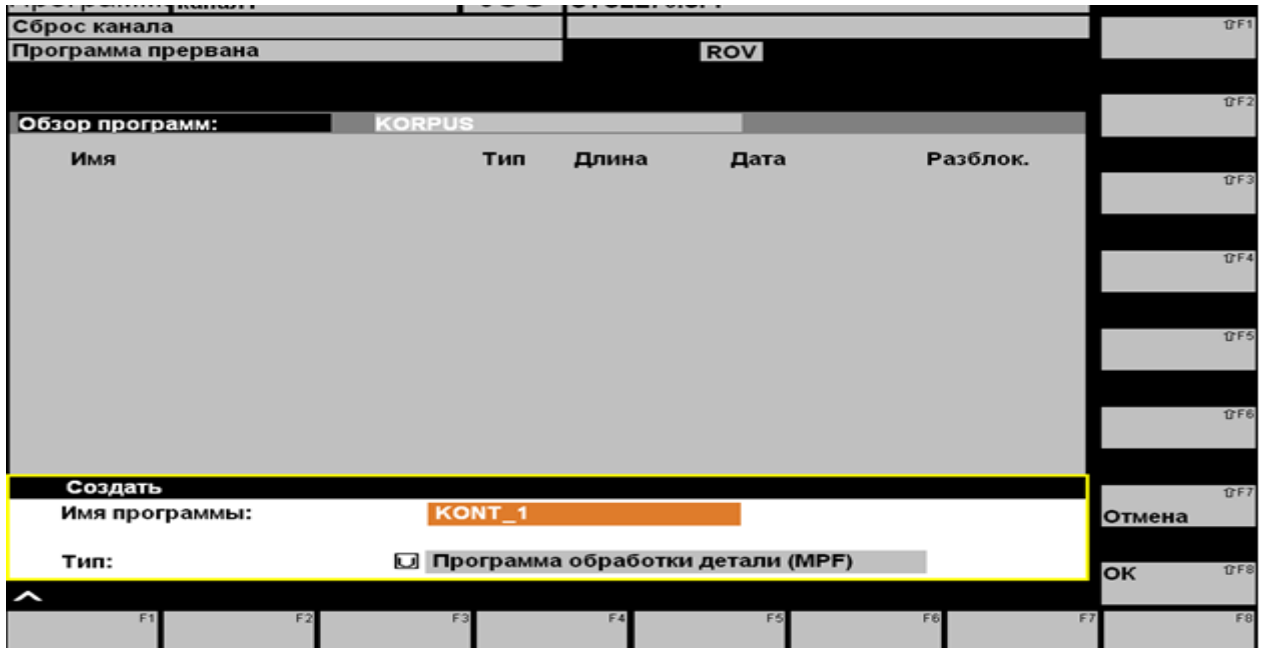 канал1
Сброс канала
⇧F1
Программа прервана ROV
⇧F2
Обзор программ: KORPUS
Имя Тип Длина Дата Разблок.
⇧F3
⇧F4
⇧F5
⇧F6
Создать
⇧F7
Имя программы: KONT_1
Отмена
Тип: Программа обработки детали (MPF)
OK ⇧F8
F1 F2 F3 F4 F5 F6 F7 F8